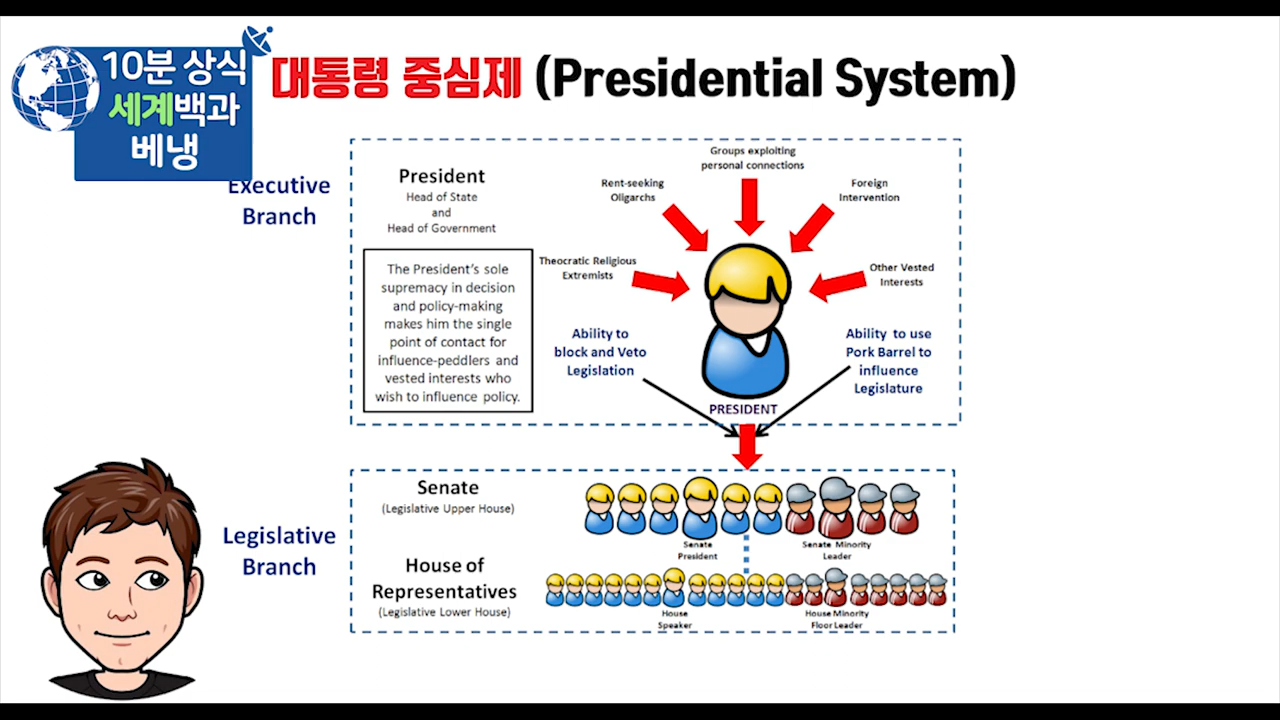 10분 상식
세계백과
베냉
대통령 중심제 (Presidential System)
Executive
Branch
President
Head of State
and
Head of Government
The President's sole
supremacy in decision
and policy-making
makes him the single
point of contact for
influence-peddlers and
vested interests who
wish to influence policy.
Groups exploiting
personal connections
Rent-seeking
Oligarchs
Foreign
Intervention
Theocratic Religious
Extremists
Other Vested
Interests
Ability to
block and Veto
Legislation
Ability to use
Pork Barrel to
influence
Legislature
PRESIDENT
Legislative
Branch
Senate
(Legislative Upper House)
Senate
President
Senate Minority
Leader
House of
Representatives
(Legislative Lower House)
House
Speaker
House Minority
Floor Leader